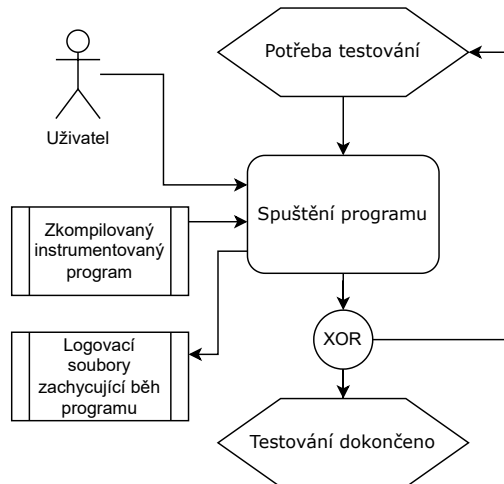 Potřeba testování
Uživatel
Spuštění programu
Zkompilovaný
instrumentovaný
program
Logovací
soubory
zachycující běh
programu
XOR
Testování dokončeno